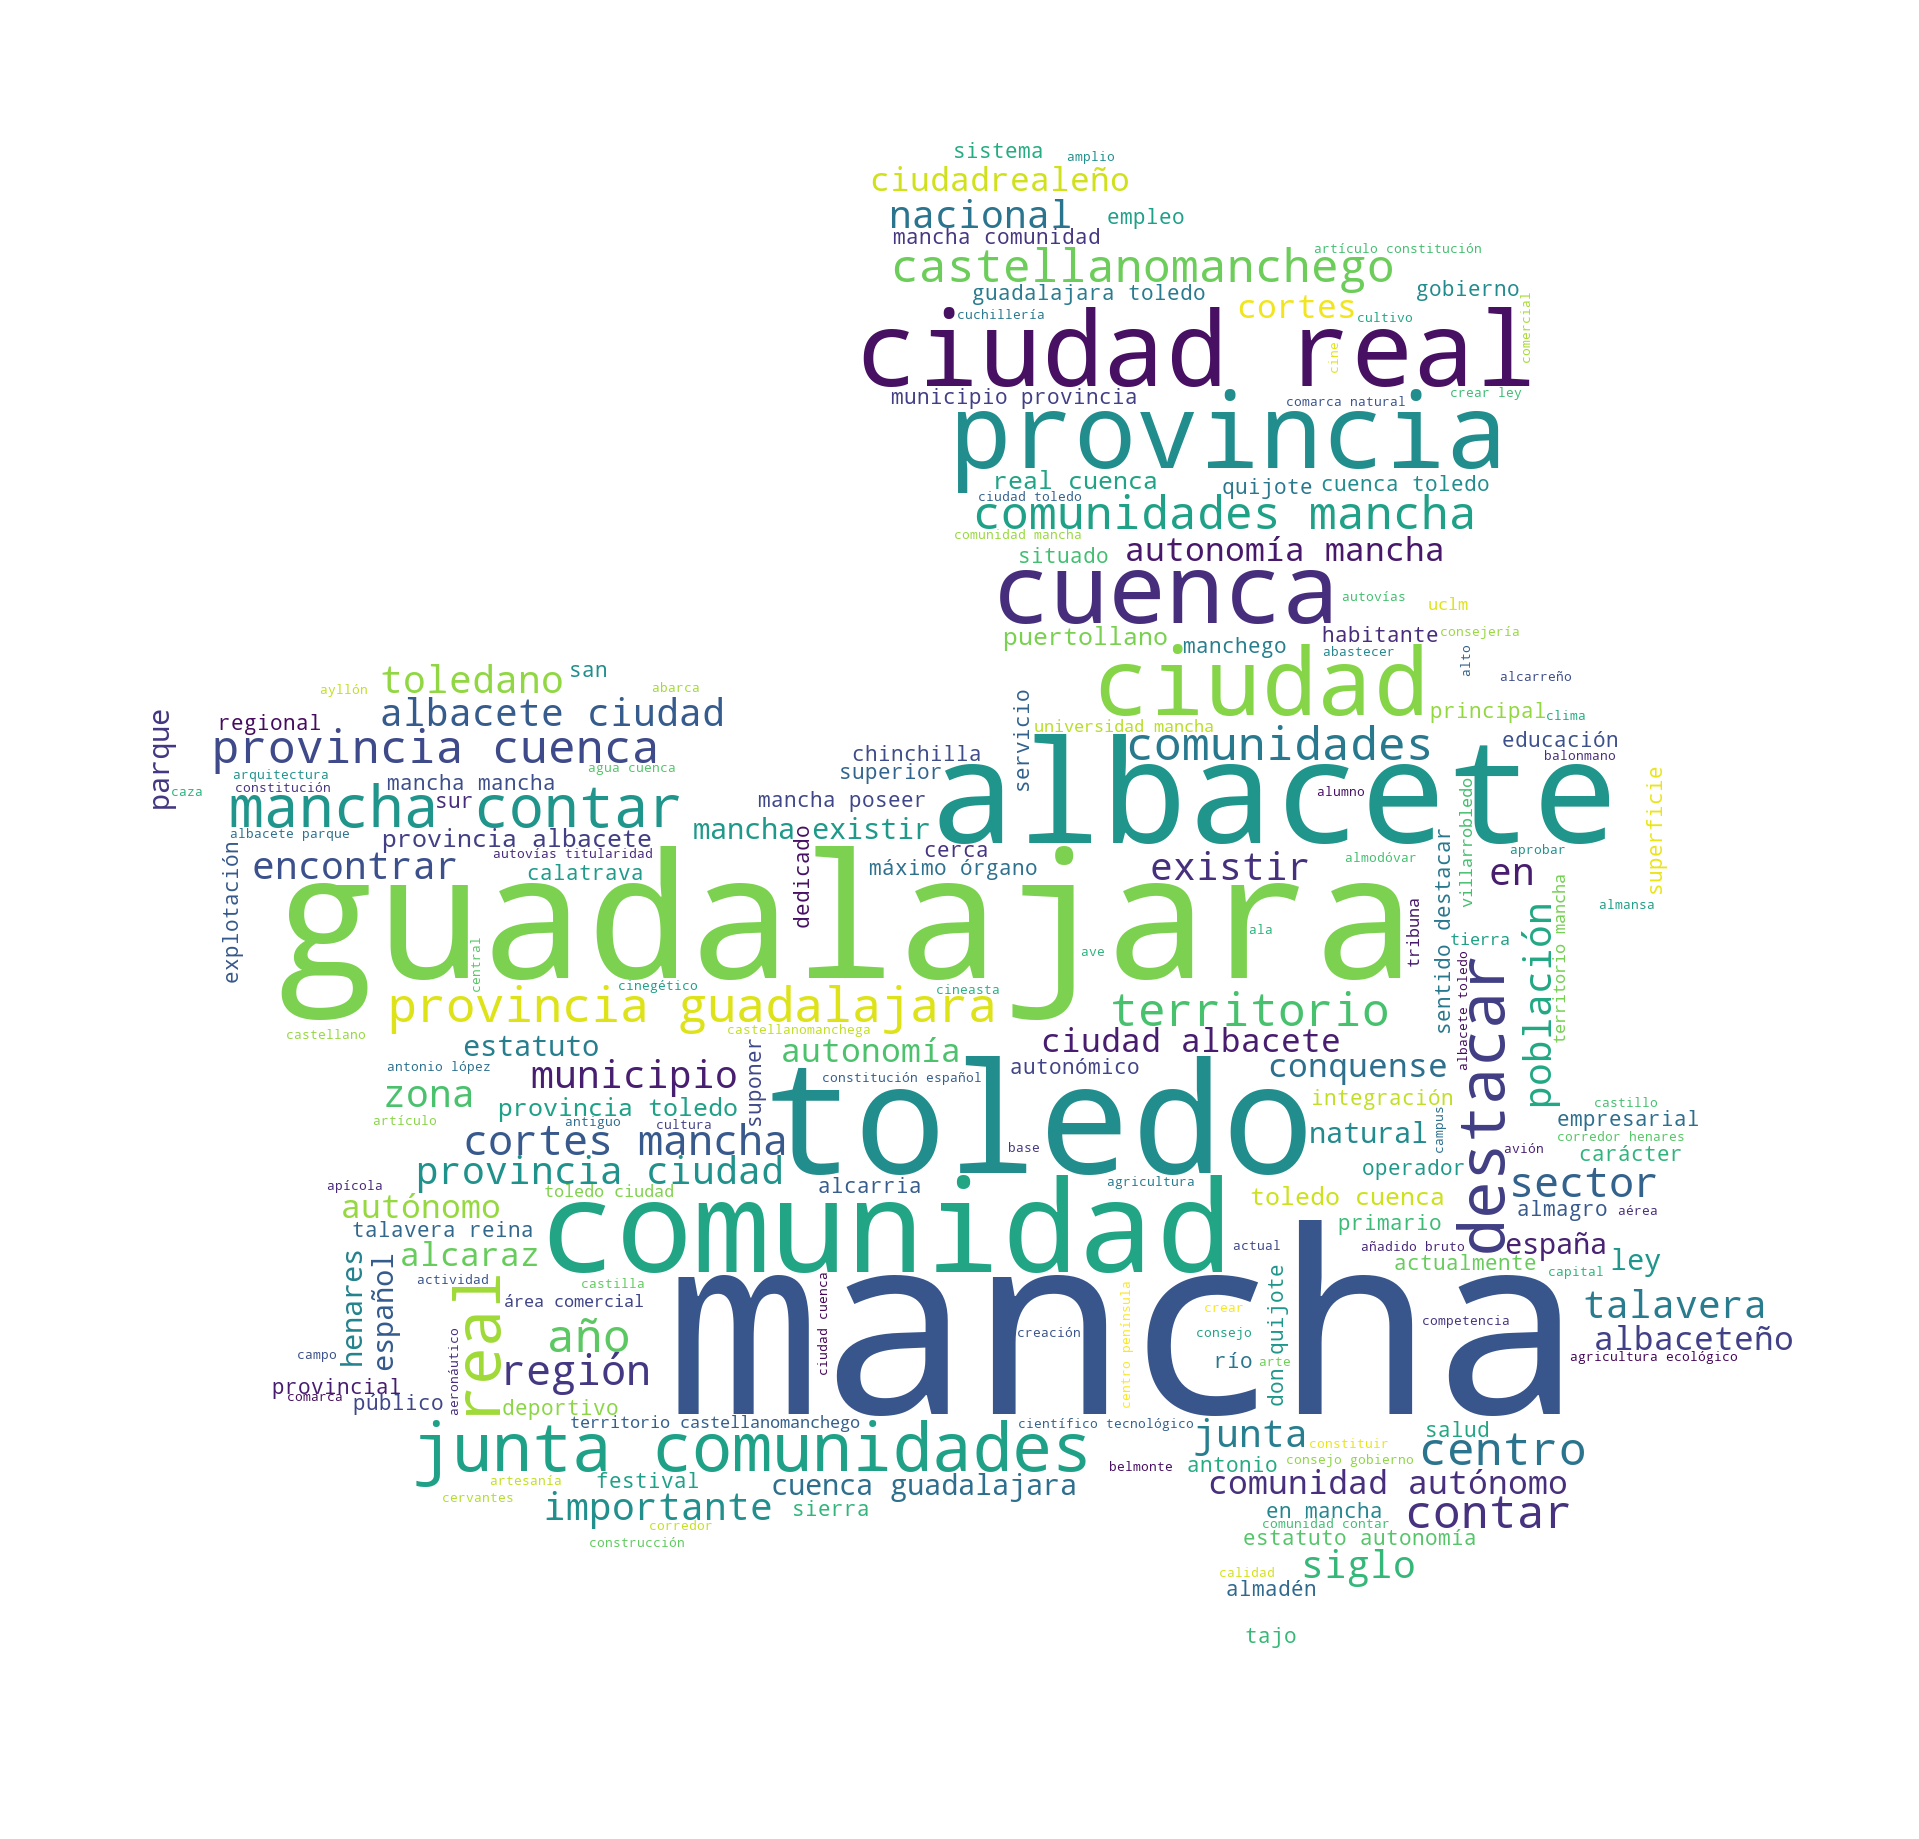 sistema
amplio
ciudadrealeño
nacional
empleo
mancha comunidad
artículo constitución
castellanomanchego
guadalajara toledo
gobierno
cortes
cuchillería
cultivo
comercial
ciudad real
cine
municipio provincia
comarca natural
crear ley
provincia
real cuenca
quijote
cuenca toledo
ciudad toledo
comunidades mancha
comunidad mancha
situado
autonomía mancha
cuenca
autovías
uclm
puertollano
manchego
habitante
consejería
abastecer
alto
alcarreño
toledano
san
ayllón
abarca
ciudad
parque
regional
albacete ciudad
servicio
universidad mancha
principal
clima
provincia cuenca
chinchilla
comunidades
educación
balonmano
arquitectura
constitución
caza
mancha mancha
agua cuenca
superior
albacete
alumno
superficie
mancha contar
sur
mancha poseer
villarrobledo
albacete parque
provincia albacete
mancha existir
autovías titularidad
cerca
almodóvar
aprobar
encontrar
calatrava
dedicado
máximo órgano
existir
en
explotación
guadalajara
central
ala
ave
tribuna
sentido destacar
tierra
almansa
población
territorio mancha
cinegético
cineasta
provincia guadalajara
territorio
albacete toledo
destacar
castellano
castellanomanchega
estatuto
autonomía
ciudad albacete
antonio lópez
municipio
suponer
constitución español
autonómico
conquense
zona
provincia toledo
toledo
integración
artículo
antiguo
cultura
castillo
empresarial
cortes mancha
base
natural
campus
corredor henares
avión
carácter
provincia ciudad
operador
apícola
toledo ciudad
alcarria
agricultura
sector
autónomo
comunidad
toledo cuenca
almagro
aérea
talavera reina
primario
alcaraz
actual
añadido bruto
españa
henares
español
actividad
castilla
actualmente
capital
ley
real
área comercial
mancha
ciudad cuenca
centro península
crear
don quijote
competencia
talavera
año
creación
consejo
albaceteño
campo
aeronáutico
región
río
arte
agricultura ecológico
provincial
comarca
público
deportivo
territorio castellanomanchego
científico tecnológico
salud
junta comunidades
junta
constituir
centro
belmonte
antonio
consejo gobierno
artesanía
festival
cuenca guadalajara
comunidad autónomo
cervantes
importante
sierra
en mancha
contar
corredor
comunidad contar
construcción
estatuto autonomía
siglo
calidad
almadén
tajo